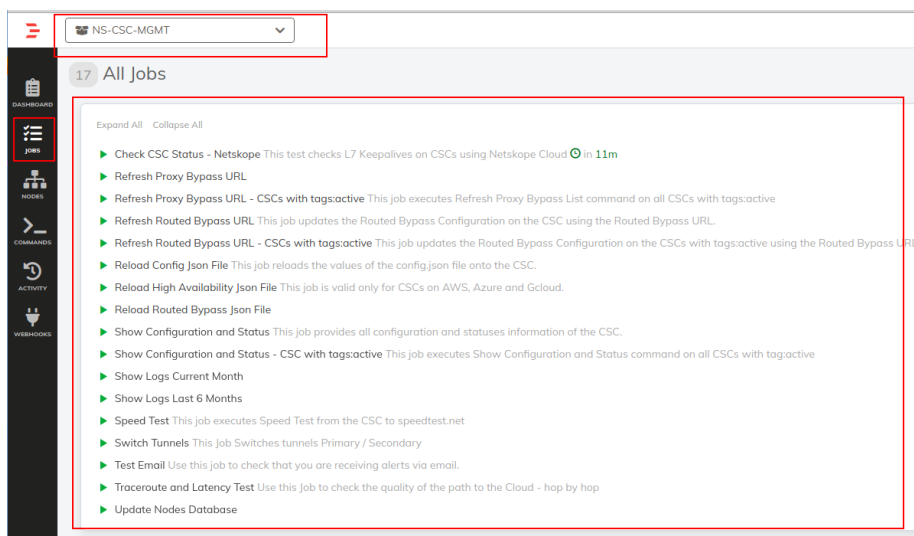 NS-CSC-MGMT
17 All Jobs
DASHBOARD
JOBS
NODES
COMMANDS
ACTIVITY
WEBHOOKS
Expand All Collapse All
Check CSC Status - Netskope This test checks L7 Keepalives on CSCs using Netskope Cloud in 11m
Refresh Proxy Bypass URL
Refresh Proxy Bypass URL - CSCs with tags:active This job executes Refresh Proxy Bypass List command on all CSCs with tags:active
Refresh Routed Bypass URL This job updates the Routed Bypass Configuration on the CSC using the Routed Bypass URL.
Refresh Routed Bypass URL - CSCs with tags:active This job updates the Routed Bypass Configuration on the CSCs with tags:active using the Routed Bypass URL
Reload Config Json File This job reloads the values of the config.json file onto the CSC.
Reload High Availability Json File This job is valid only for CSCs on AWS, Azure and Gcloud.
Reload Routed Bypass Json File
Show Configuration and Status This job provides all configuration and statuses information of the CSC.
Show Configuration and Status - CSC with tags:active This job executes Show Configuration and Status command on all CSCs with tag:active
Show Logs Current Month
Show Logs Last 6 Months
Speed Test This job executes Speed Test from the CSC to speedtest.net
Switch Tunnels This Job Switches tunnels Primary / Secondary
Test Email Use this job to check that you are receiving alerts via email.
Traceroute and Latency Test Use this Job to check the quality of the path to the Cloud - hop by hop
Update Nodes Database